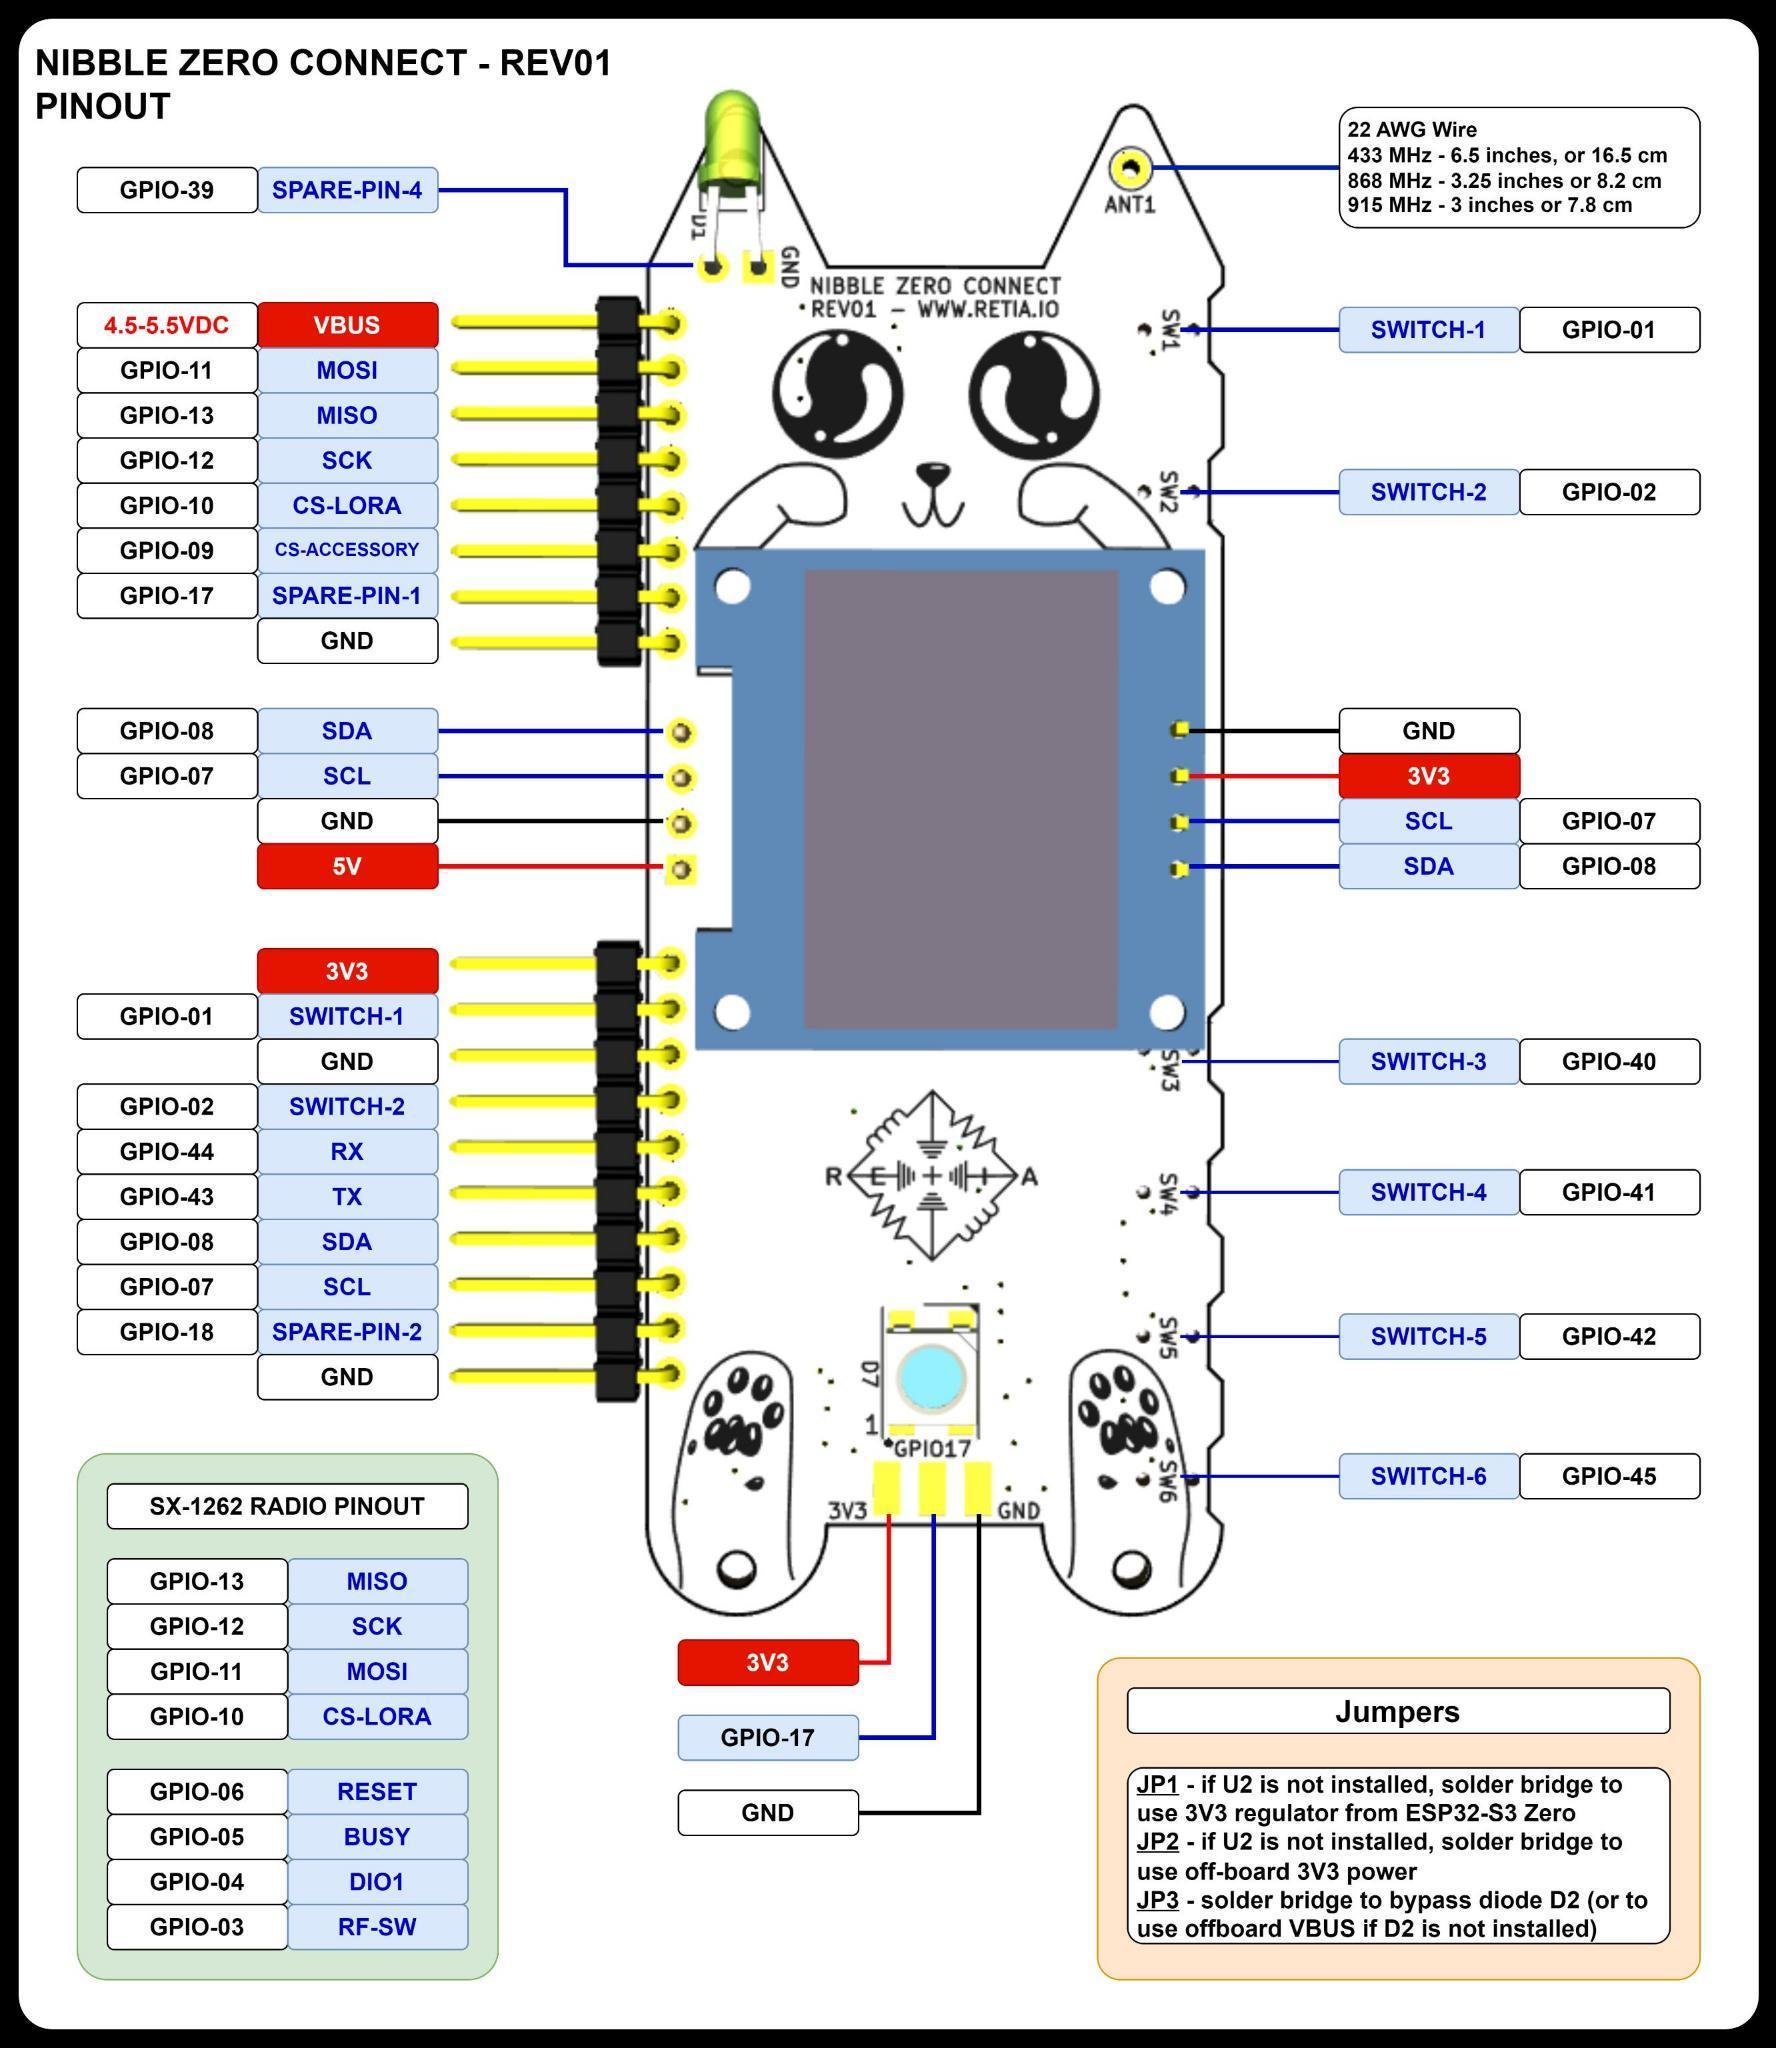 NIBBLE ZERO CONNECT - REV01
PINOUT
22 AWG Wire
433 MHz - 6.5 inches, or 16.5 cm
868 MHz - 3.25 inches or 8.2 cm
915 MHz - 3 inches or 7.8 cm
ANT1
GPIO-39 SPARE-PIN-4
U1
GND
NIBBLE ZERO CONNECT
REV01 - WWW.RETIA.IO
4.5-5.5VDC VBUS
GPIO-11 MOSI
GPIO-13 MISO
GPIO-12 SCK
GPIO-10 CS-LORA
GPIO-09 CS-ACCESSORY
GPIO-17 SPARE-PIN-1
GND
SW1 SWITCH-1 GPIO-01
SW2 SWITCH-2 GPIO-02
GPIO-08 SDA
GPIO-07 SCL
GND
5V
GND
3V3
SCL GPIO-07
SDA GPIO-08
3V3
GPIO-01 SWITCH-1
GND
GPIO-02 SWITCH-2
GPIO-44 RX
GPIO-43 TX
GPIO-08 SDA
GPIO-07 SCL
GPIO-18 SPARE-PIN-2
GND
SW3 SWITCH-3 GPIO-40
SW4 SWITCH-4 GPIO-41
SW5 SWITCH-5 GPIO-42
SW6 SWITCH-6 GPIO-45
R E T I A
D7
1
GPIO17
3V3 GND
3V3
GPIO-17
GND
SX-1262 RADIO PINOUT
GPIO-13 MISO
GPIO-12 SCK
GPIO-11 MOSI
GPIO-10 CS-LORA
GPIO-06 RESET
GPIO-05 BUSY
GPIO-04 DIO1
GPIO-03 RF-SW
Jumpers
JP1 - if U2 is not installed, solder bridge to
use 3V3 regulator from ESP32-S3 Zero
JP2 - if U2 is not installed, solder bridge to
use off-board 3V3 power
JP3 - solder bridge to bypass diode D2 (or to
use offboard VBUS if D2 is not installed)